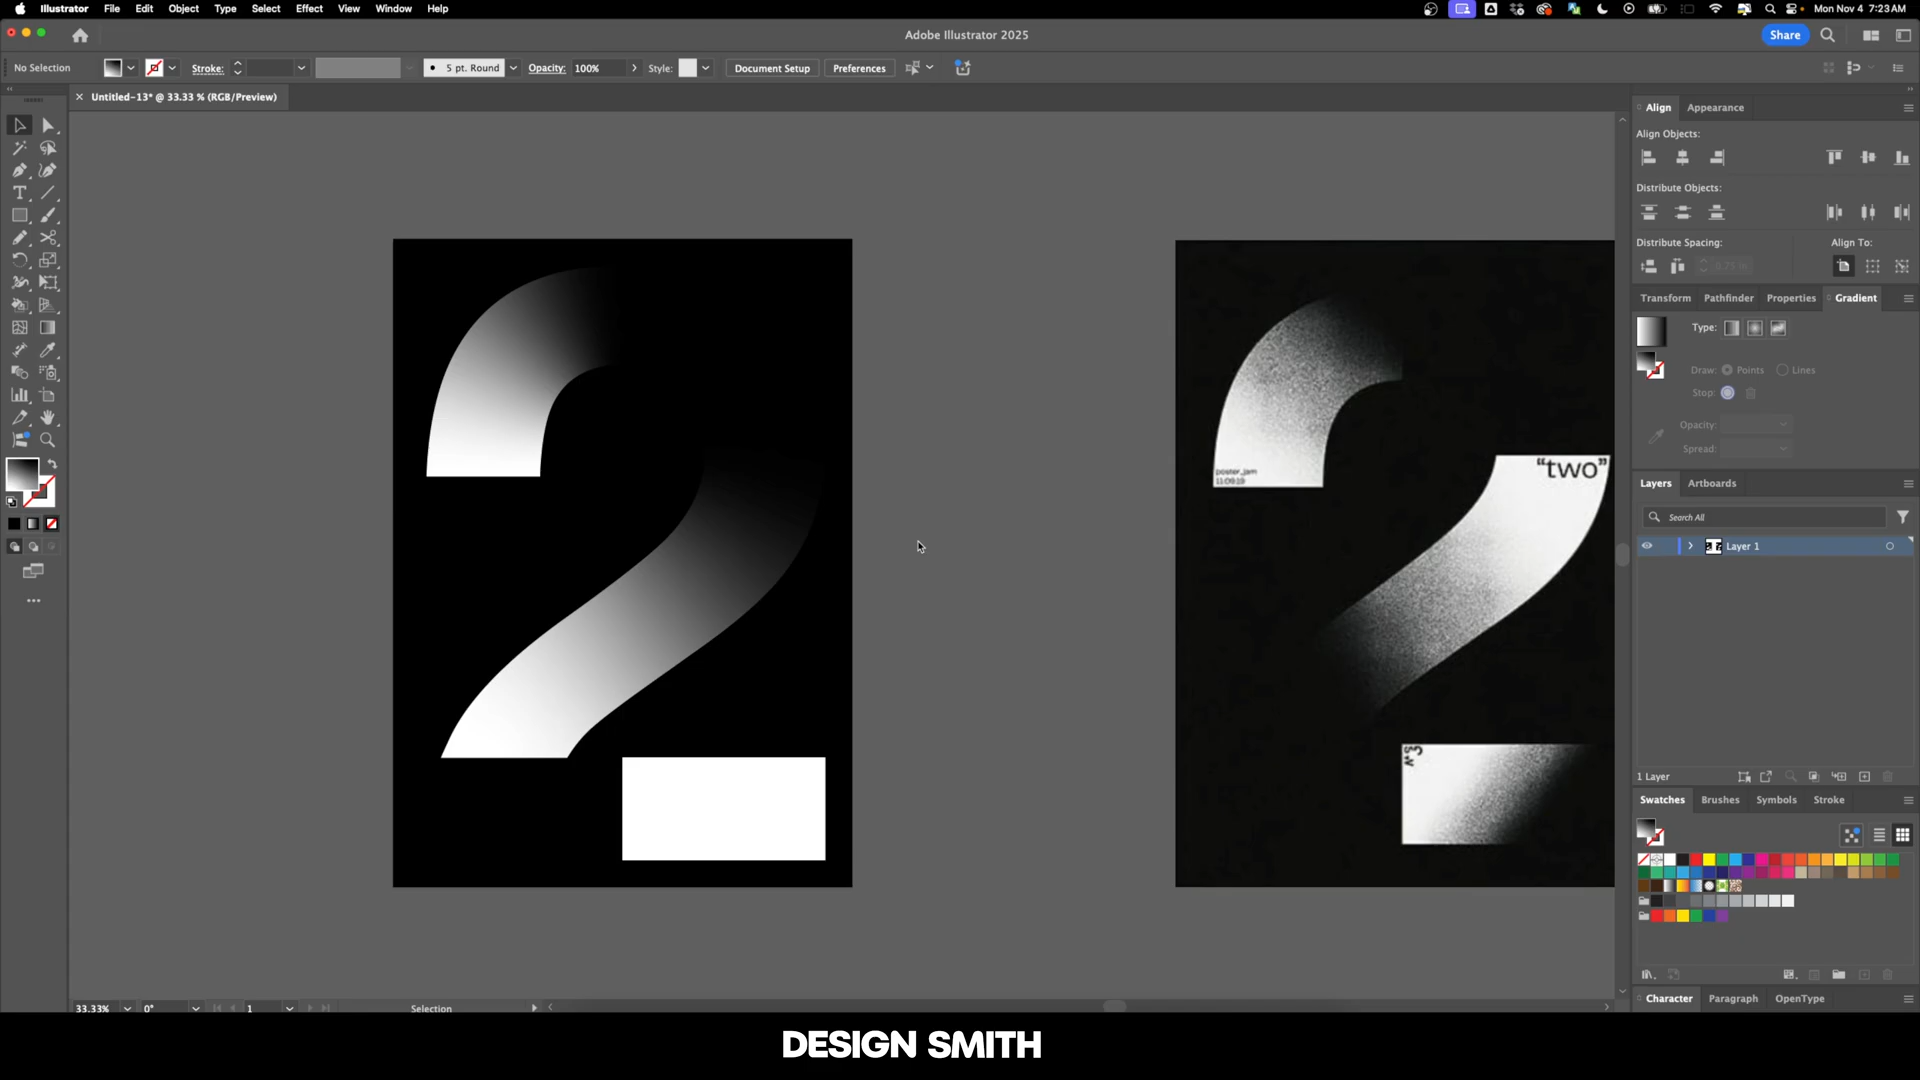 Illustrator File Edit Object Type Select Effect View Window Help
Mon Nov 4 7:23 AM
Adobe Illustrator 2025
Share
No Selection
Stroke:
5 pt. Round
Opacity: 100%
Style:
Document Setup
Preferences
Untitled-13* @ 33.33 % (RGB/Preview)
Align Appearance
Align Objects:
Distribute Objects:
Distribute Spacing: Align To:
Transform Pathfinder Properties Gradient
Type:
Draw: Points Lines
Stop:
Opacity:
Spread:
Layers Artboards
Search All
Layer 1
1 Layer
Swatches Brushes Symbols Stroke
Character Paragraph OpenType
poster_jam
11.09.19
“two”
33.33% 0° 1 Selection
DESIGN SMITH